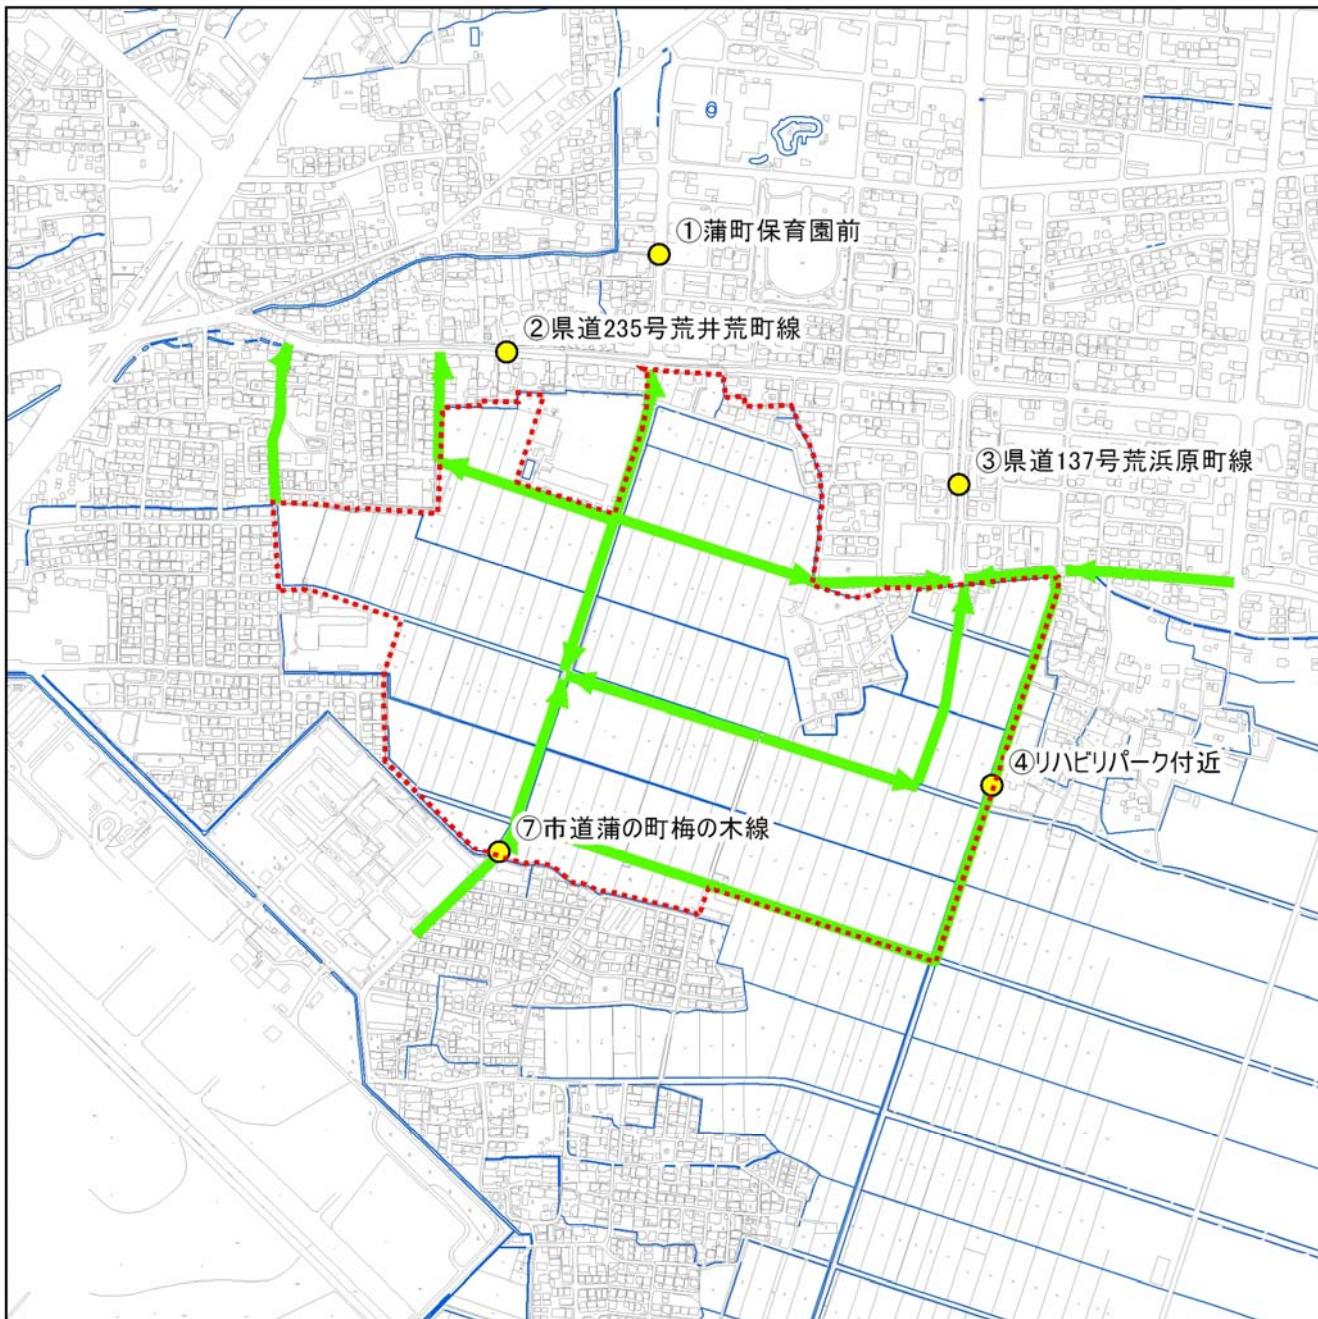 ①蒲町保育園前
②県道235号荒井荒町線
③県道137号荒浜原町線
④リハビリパーク付近
⑦市道蒲の町梅の木線